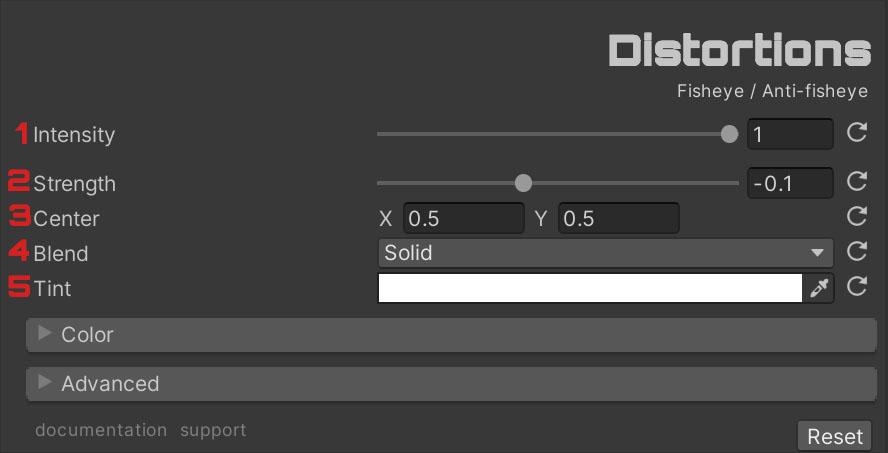 Distortions
Fisheye / Anti-fisheye
1 Intensity 1
2 Strength -0.1
3 Center X 0.5 Y 0.5
4 Blend Solid
5 Tint
Color
Advanced
documentation support Reset